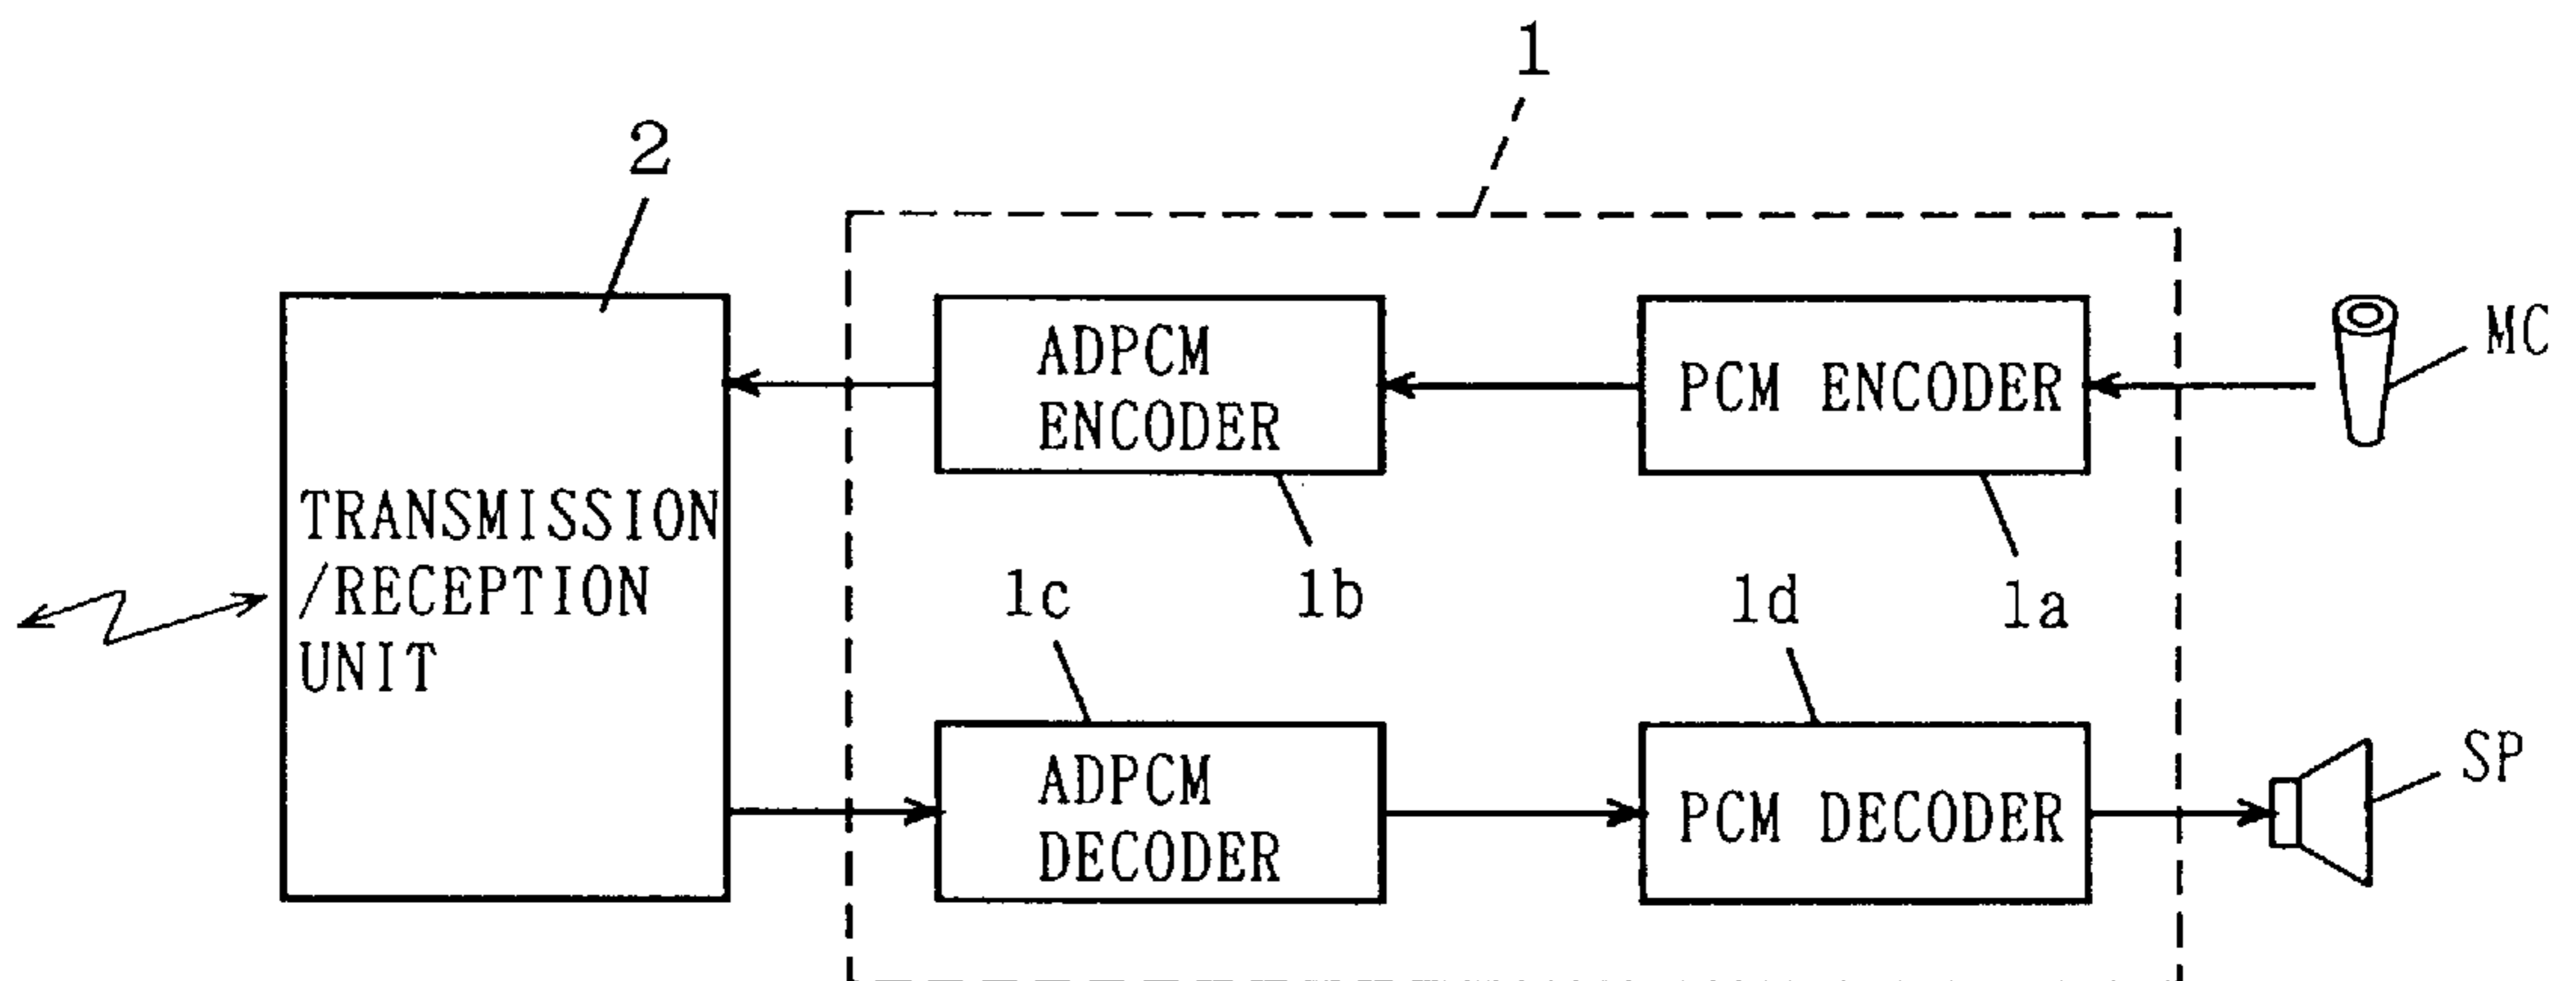 1
2
ADPCM
ENCODER
PCM ENCODER
MC
TRANSMISSION
/RECEPTION
UNIT
1b
1a
1c
1d
ADPCM
DECODER
PCM DECODER
SP